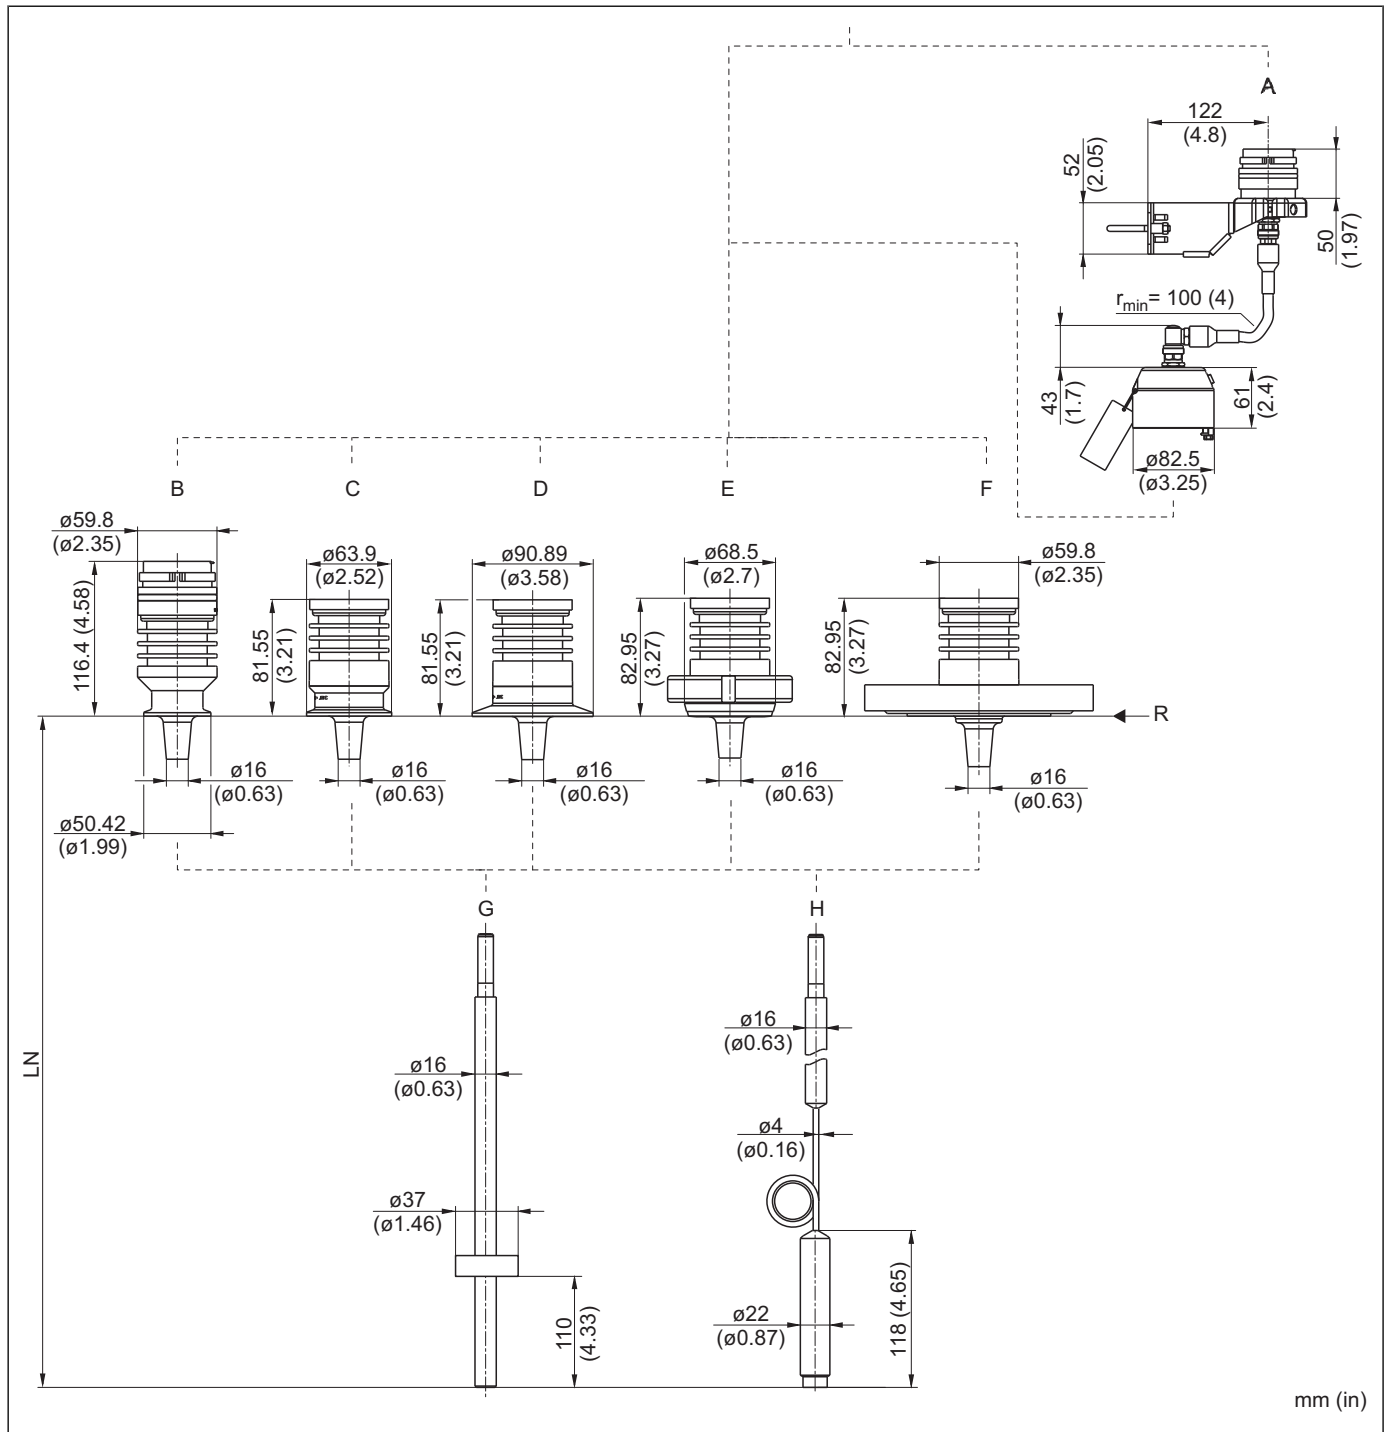 A
122
(4.8)
52
(2.05)
50
(1.97)
rmin= 100 (4)
43
(1.7)
61
(2.4)
ø82.5
(ø3.25)
B
C
D
E
F
ø59.8
(ø2.35)
ø63.9
(ø2.52)
ø90.89
(ø3.58)
ø68.5
(ø2.7)
ø59.8
(ø2.35)
116.4 (4.58)
81.55
(3.21)
81.55
(3.21)
82.95
(3.27)
82.95
(3.27)
R
ø16
(ø0.63)
ø16
(ø0.63)
ø16
(ø0.63)
ø16
(ø0.63)
ø16
(ø0.63)
ø50.42
(ø1.99)
G
H
LN
ø16
(ø0.63)
ø16
(ø0.63)
ø4
(ø0.16)
ø37
(ø1.46)
110
(4.33)
ø22
(ø0.87)
118 (4.65)
mm (in)